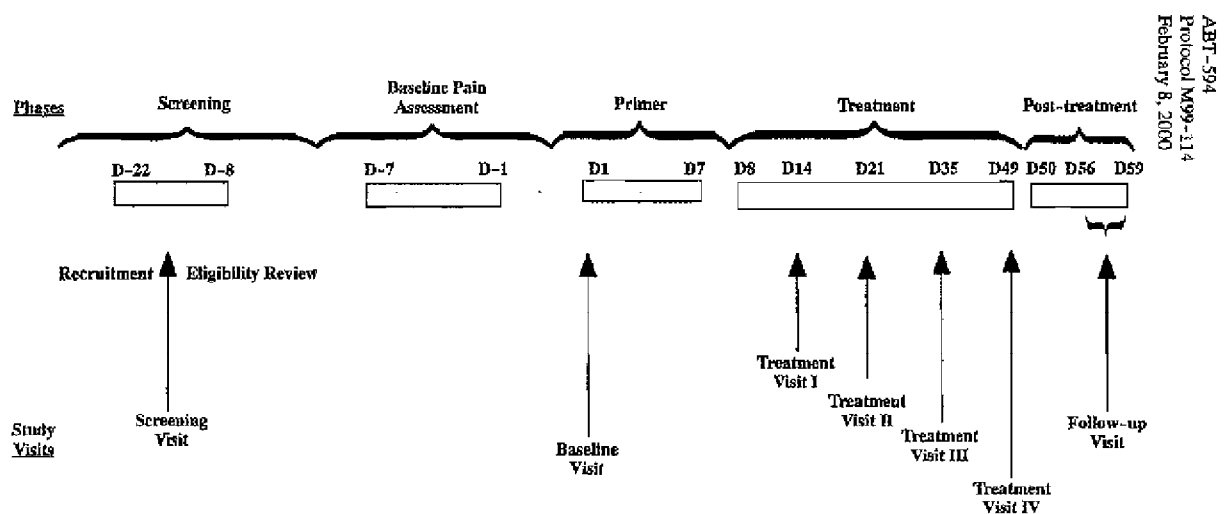 ABT-594
Protocol M99-114
February 8, 2000
Phases
Screening
Baseline Pain
Assessment
Primer
Treatment
Post-treatment
D-22 D-8 D-7 D-1 D1 D7 D8 D14 D21 D35 D49 D50 D56 D59
Recruitment Eligibility Review
Study
Visits
Screening
Visit
Baseline
Visit
Treatment
Visit I
Treatment
Visit II
Treatment
Visit III
Treatment
Visit IV
Follow-up
Visit